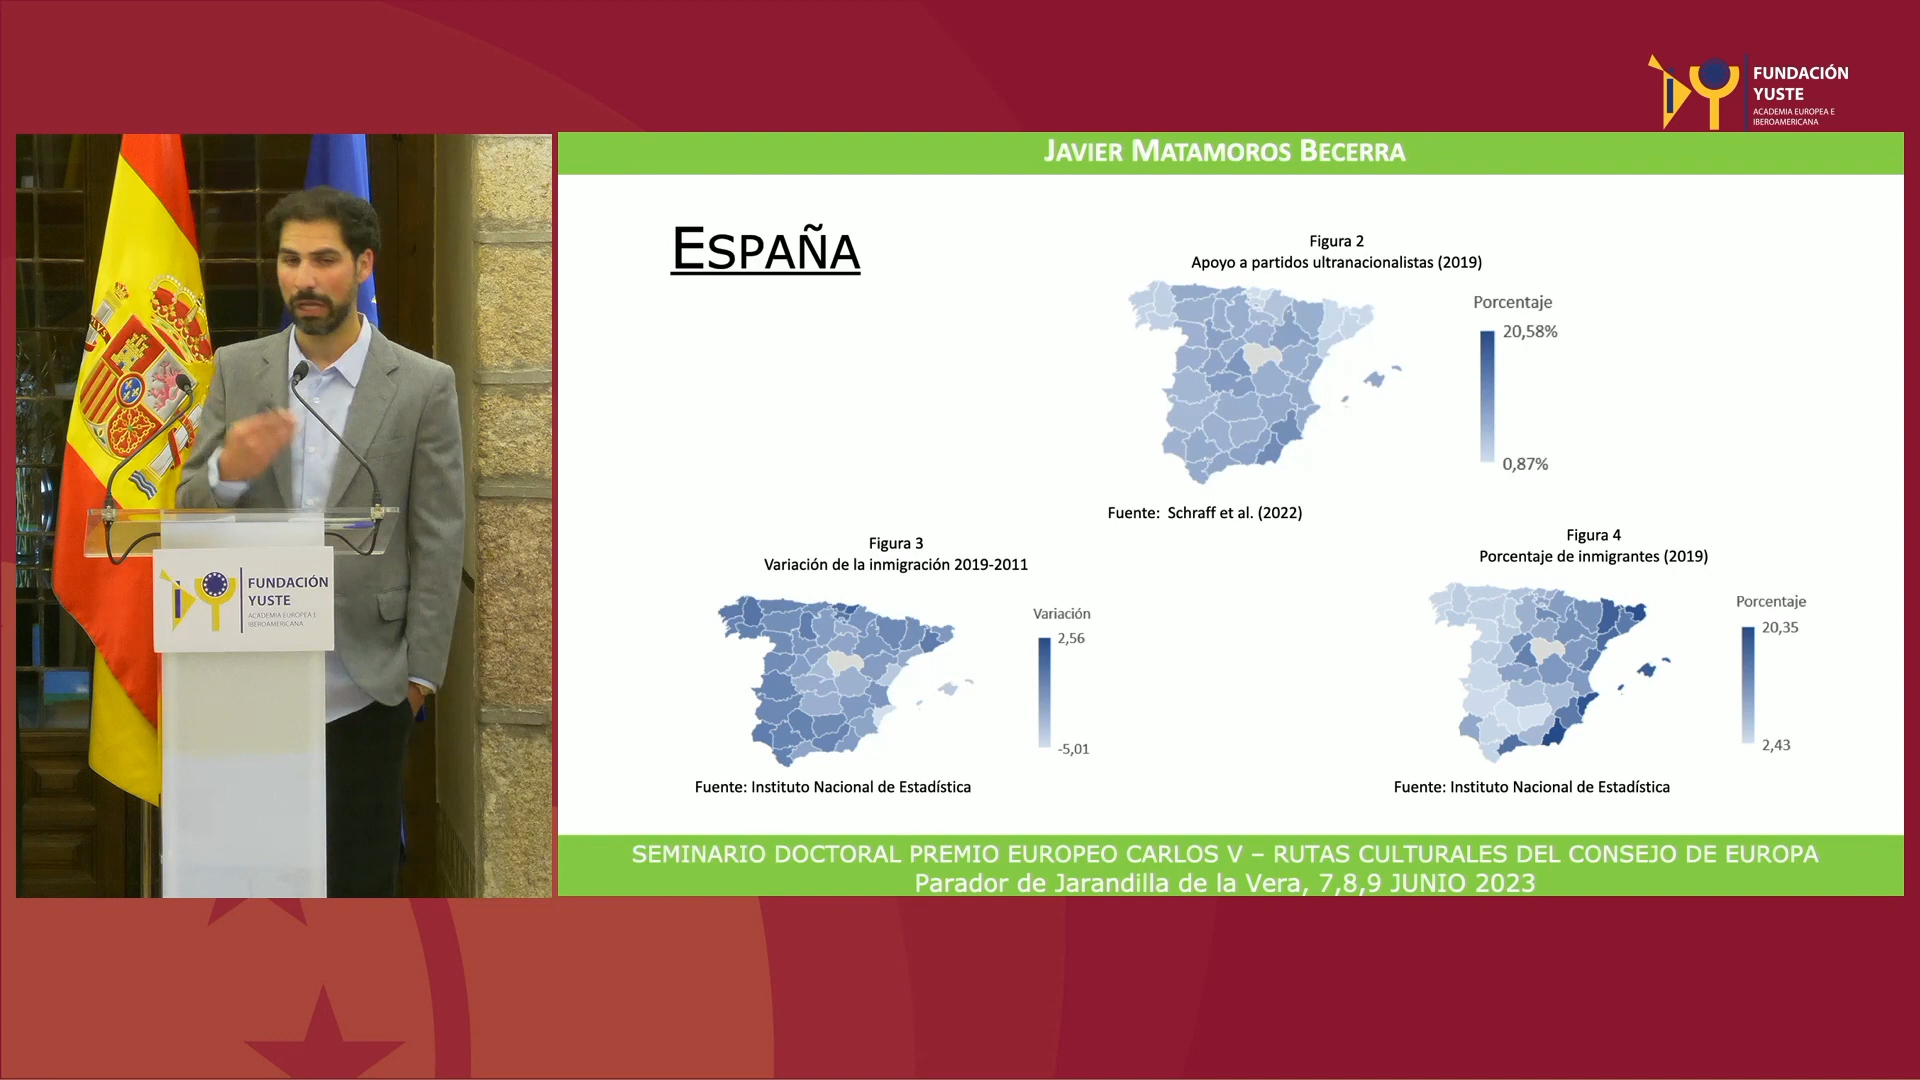 FUNDACIÓN
YUSTE
ACADEMIA EUROPEA E
IBEROAMERICANA
JAVIER MATAMOROS BECERRA
ESPAÑA
Figura 2
Apoyo a partidos ultranacionalistas (2019)
Porcentaje
20,58%
0,87%
Fuente: Schraff et al. (2022)
Figura 3
Variación de la inmigración 2019-2011
Variación
2,56
-5,01
Fuente: Instituto Nacional de Estadística
Figura 4
Porcentaje de inmigrantes (2019)
Porcentaje
20,35
2,43
Fuente: Instituto Nacional de Estadística
SEMINARIO DOCTORAL PREMIO EUROPEO CARLOS V – RUTAS CULTURALES DEL CONSEJO DE EUROPA
Parador de Jarandilla de la Vera, 7,8,9 JUNIO 2023
FUNDACIÓN
YUSTE
ACADEMIA EUROPEA E
IBEROAMERICANA